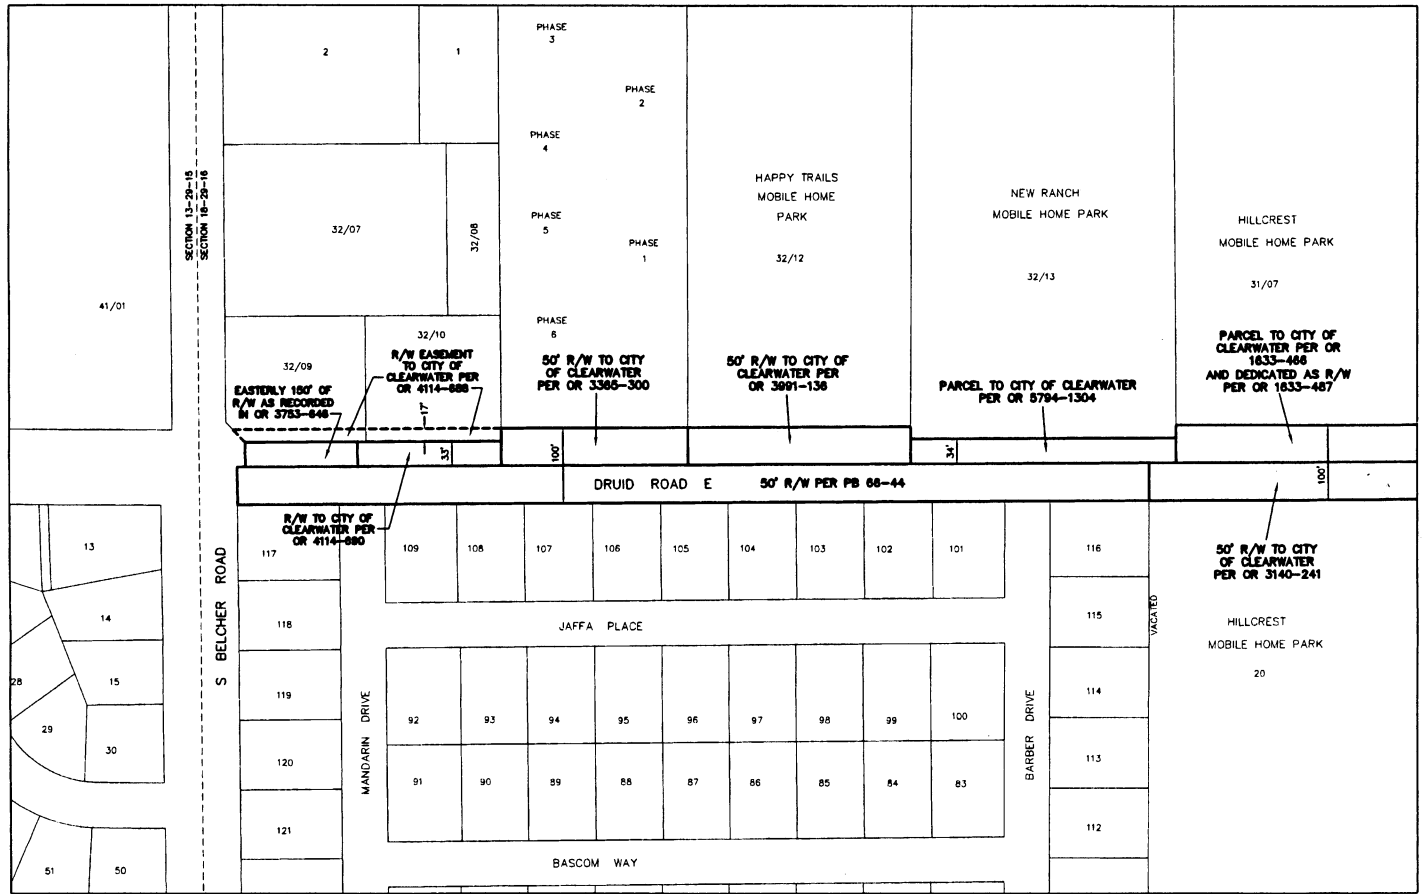 PHASE
3
2
1
PHASE
2
PHASE
4
SECTION 13-29-15
SECTION 18-29-16
HAPPY TRAILS
MOBILE HOME
PARK
32/12
NEW RANCH
MOBILE HOME PARK
32/13
HILLCREST
MOBILE HOME PARK
31/07
32/07
32/08
PHASE
5
PHASE
1
41/01
PHASE
6
32/10
32/09
R/W EASEMENT
TO CITY OF
CLEARWATER PER
OR 4114-688
EASTERLY 150' OF
R/W AS RECORDED
IN OR 3753-646
50' R/W TO CITY
OF CLEARWATER
PER OR 3365-300
50' R/W TO CITY OF
CLEARWATER PER
OR 3991-136
PARCEL TO CITY OF CLEARWATER
PER OR 5794-1304
PARCEL TO CITY OF
CLEARWATER PER OR
1633-466
AND DEDICATED AS R/W
PER OR 1633-467
17'
33'
100'
34'
100'
DRUID ROAD E
50' R/W PER PB 66-44
R/W TO CITY OF
CLEARWATER PER
OR 4114-690
50' R/W TO CITY
OF CLEARWATER
PER OR 3140-241
13
14
15
28
29
30
51
50
S BELCHER ROAD
117
118
119
120
121
MANDARIN DRIVE
109
108
107
106
105
104
103
102
101
JAFFA PLACE
92
93
94
95
96
97
98
99
100
91
90
89
88
87
86
85
84
83
BASCOM WAY
BARBER DRIVE
116
115
114
113
112
VACATED
HILLCREST
MOBILE HOME PARK
20